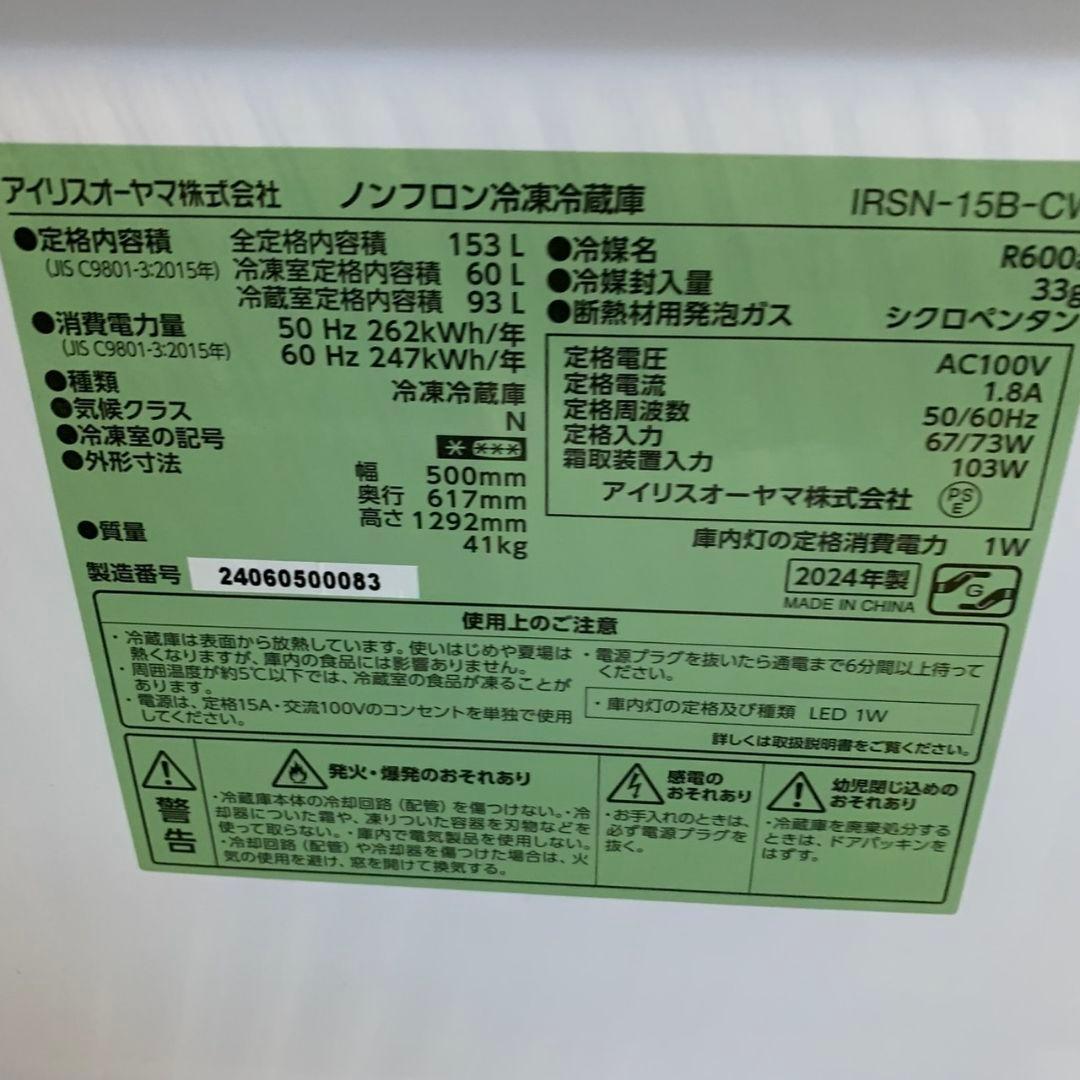 アイリスオーヤマ株式会社 ノンフロン冷凍冷蔵庫 IRSN-15B-CW
●定格内容積 全定格内容積 153 L
(JIS C9801-3:2015年) 冷凍室定格内容積 60 L
冷蔵室定格内容積 93 L
●消費電力量 50 Hz 262kWh/年
(JIS C9801-3:2015年) 60 Hz 247kWh/年
●種類 冷凍冷蔵庫
●気候クラス N
●冷凍室の記号 * ***
●外形寸法 幅 500mm
奥行 617mm
高さ 1292mm
●質量 41kg
製造番号 24060500083
●冷媒名 R600a
●冷媒封入量 33g
●断熱材用発泡ガス シクロペンタン
定格電圧 AC100V
定格電流 1.8A
定格周波数 50/60Hz
定格入力 67/73W
霜取装置入力 103W
アイリスオーヤマ株式会社 PSE
庫内灯の定格消費電力 1W
2024年製 G
MADE IN CHINA
使用上のご注意
・冷蔵庫は表面から放熱しています。使いはじめや夏場は
熱くなりますが、庫内の食品には影響ありません。
・周囲温度が約5℃以下では、冷蔵室の食品が凍ることが
あります。
・電源は、定格15A・交流100Vのコンセントを単独で使用
してください。
・電源プラグを抜いたら通電まで6分間以上待って
ください。
・庫内灯の定格及び種類 LED 1W
詳しくは取扱説明書をご覧ください。
警告
発火・爆発のおそれあり
・冷蔵庫本体の冷却回路（配管）を傷つけない。・冷
却器についた霜や、凍りついた容器を刃物などを
使って取らない。・庫内で電気製品を使用しない。
・冷却回路（配管）や冷却器を傷つけた場合は、火
気の使用を避け、窓を開けて換気する。
感電の
おそれあり
・お手入れのときは、
必ず電源プラグを
抜く。
幼児閉じ込めの
おそれあり
・冷蔵庫を廃棄処分する
ときは、ドアパッキンを
はずす。